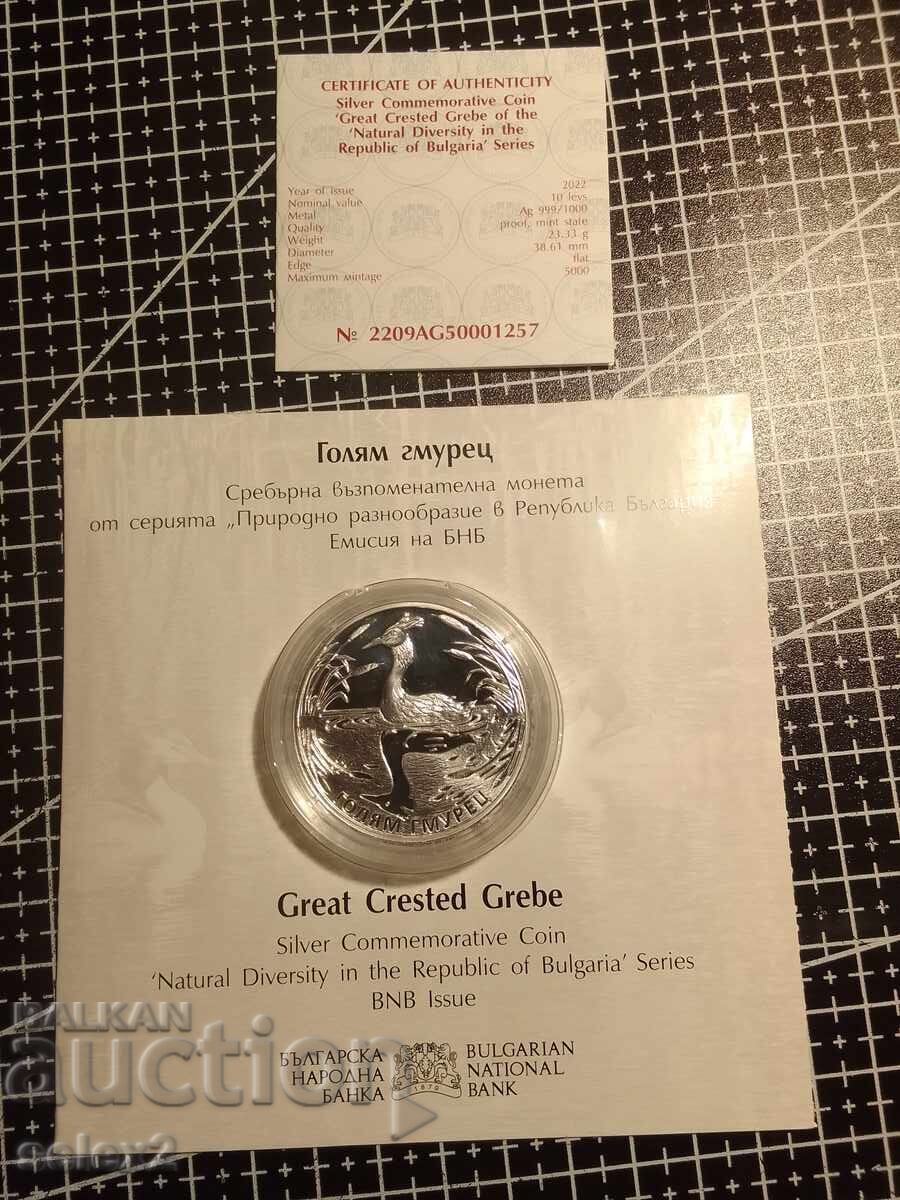 CERTIFICATE OF AUTHENTICITY
Silver Commemorative Coin
'Great Crested Grebe of the
'Natural Diversity in the
Republic of Bulgaria' Series
Year of Issue 2022
Nominal value 10 levs
Metal Ag 999/1000
Quality proof, mint state
Weight 23.33 g
Diameter 38.61 mm
Edge flat
Maximum mintage 5000
№ 2209AG50001257
Голям гмурец
Сребърна възпоменателна монета
от серията „Природно разнообразие в Република България
Емисия на БНБ
ГОЛЯМ ГМУРЕЦ
Great Crested Grebe
Silver Commemorative Coin
'Natural Diversity in the Republic of Bulgaria' Series
BNB Issue
БЪЛГАРСКА
НАРОДНА
БАНКА
1879
BULGARIAN
NATIONAL
BANK
BALKAN
auction
selex2